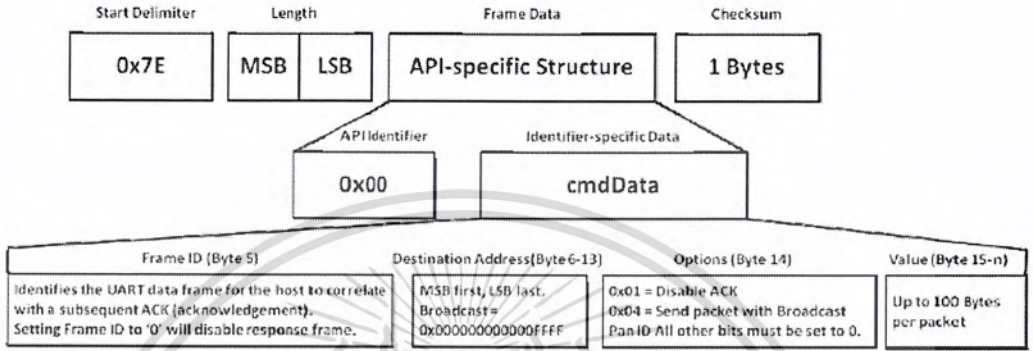 Start Delimiter Length Frame Data Checksum
0x7E MSB LSB API-specific Structure 1 Bytes
API Identifier Identifier-specific Data
0x00 cmdData
Frame ID (Byte 5) Destination Address(Byte 6-13) Options (Byte 14) Value (Byte 15-n)
Identifies the UART data frame for the host to correlate
with a subsequent ACK (acknowledgement).
Setting Frame ID to '0' will disable response frame.
MSB first, LSB last.
Broadcast =
0x000000000000FFFF
0x01 = Disable ACK
0x04 = Send packet with Broadcast
Pan ID All other bits must be set to 0.
Up to 100 Bytes
per packet